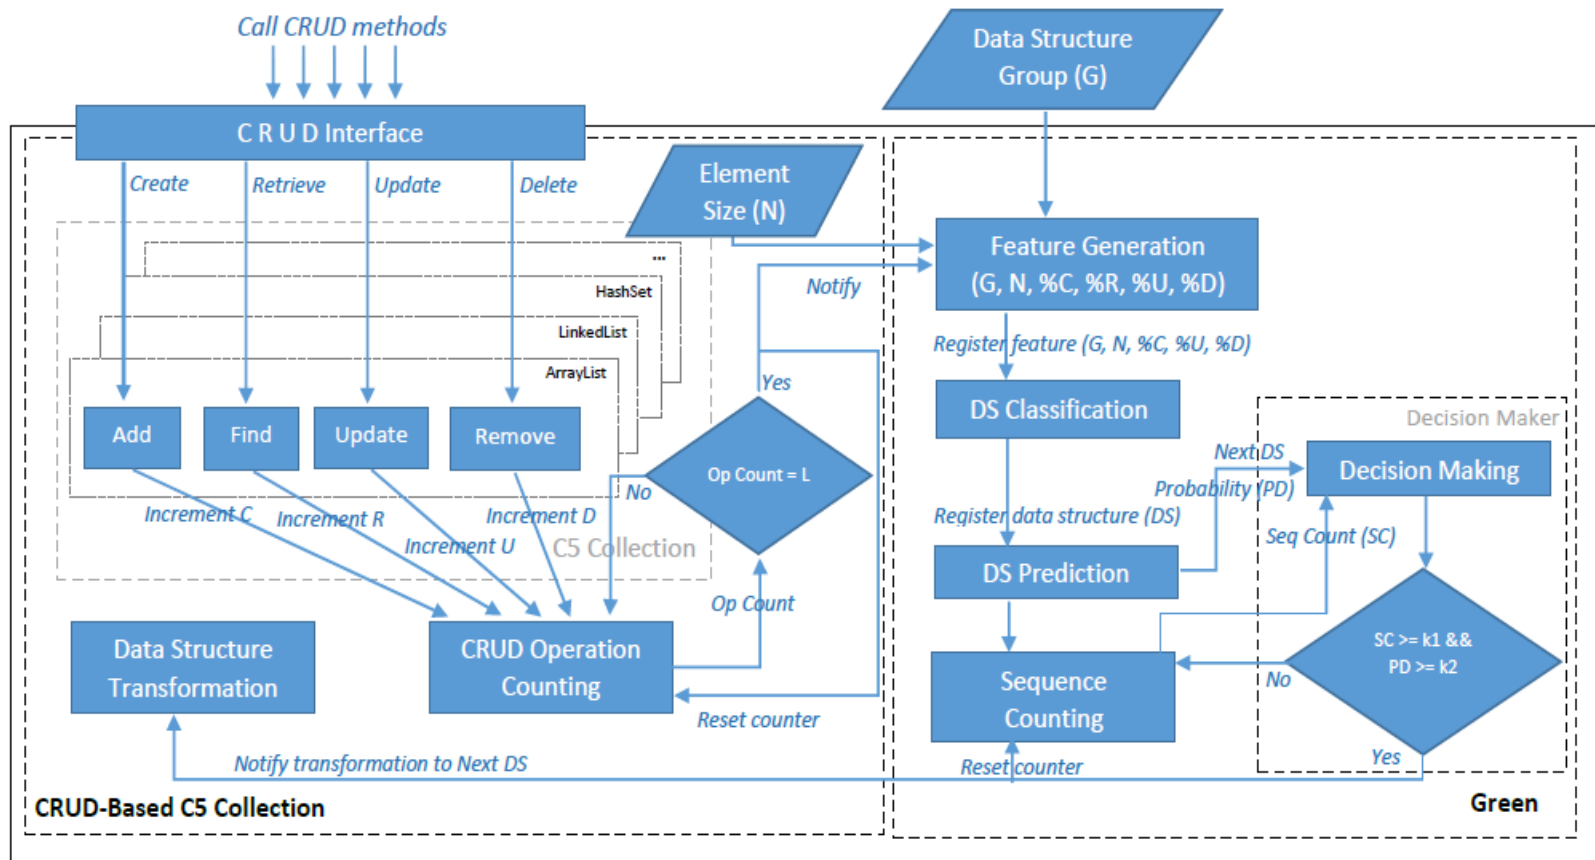 Call CRUD methods
Data Structure
Group (G)
C R U D Interface
Create
Retrieve
Update
Delete
Element
Size (N)
...
HashSet
LinkedList
ArrayList
Add
Find
Update
Remove
Increment C
Increment R
Increment U
Increment D
C5 Collection
Notify
Yes
Op Count = L
No
Op Count
CRUD Operation
Counting
Reset counter
Data Structure
Transformation
Notify transformation to Next DS
CRUD-Based C5 Collection
Feature Generation
(G, N, %C, %R, %U, %D)
Register feature (G, N, %C, %U, %D)
DS Classification
Register data structure (DS)
DS Prediction
Next DS
Probability (PD)
Seq Count (SC)
Decision Maker
Decision Making
SC >= k1 &&
PD >= k2
No
Yes
Sequence
Counting
Reset counter
Green